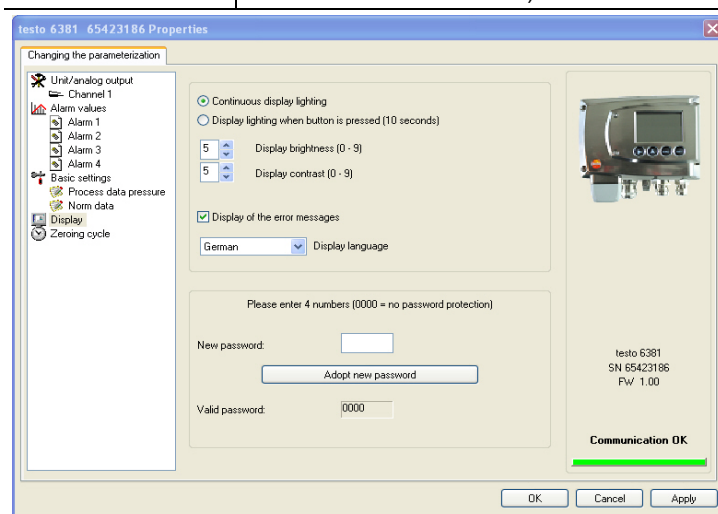 testo 6381 65423186 Properties
Changing the parameterization
Unit/analog output
Channel 1
Alarm values
Alarm 1
Alarm 2
Alarm 3
Alarm 4
Basic settings
Process data pressure
Norm data
Display
Zeroing cycle
Continuous display lighting
Display lighting when button is pressed (10 seconds)
5 Display brightness (0 - 9)
5 Display contrast (0 - 9)
Display of the error messages
German Display language
Please enter 4 numbers (0000 = no password protection)
New password:
Adopt new password
Valid password: 0000
testo 6381
SN 65423186
FW 1.00
Communication OK
OK Cancel Apply